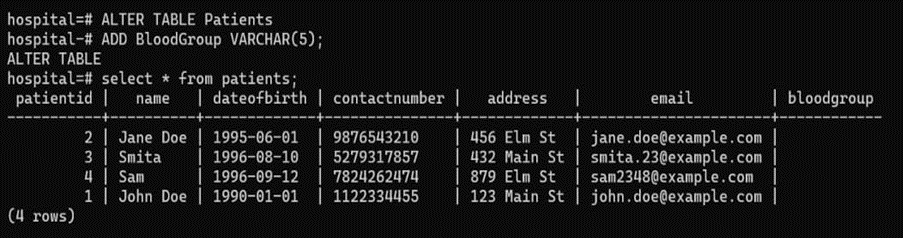 hospital=# ALTER TABLE Patients
hospital-# ADD BloodGroup VARCHAR(5);
ALTER TABLE
hospital=# select * from patients;
 patientid |   name   | dateofbirth | contactnumber |   address   |         email         | bloodgroup
-----------+----------+-------------+---------------+-------------+-----------------------+------------
         2 | Jane Doe | 1995-06-01  | 9876543210    | 456 Elm St  | jane.doe@example.com  |
         3 | Smita    | 1996-08-10  | 5279317857    | 432 Main St | smita.23@example.com  |
         4 | Sam      | 1996-09-12  | 7824262474    | 879 Elm St  | sam2348@example.com   |
         1 | John Doe | 1990-01-01  | 1122334455    | 123 Main St | john.doe@example.com  |
(4 rows)